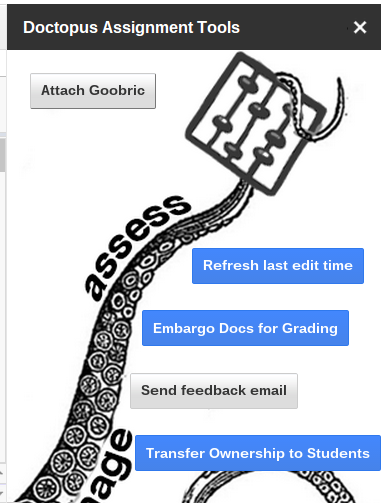 Doctopus Assignment Tools
Attach Goobric
assess
Refresh last edit time
Embargo Docs for Grading
Send feedback email
Transfer Ownership to Students